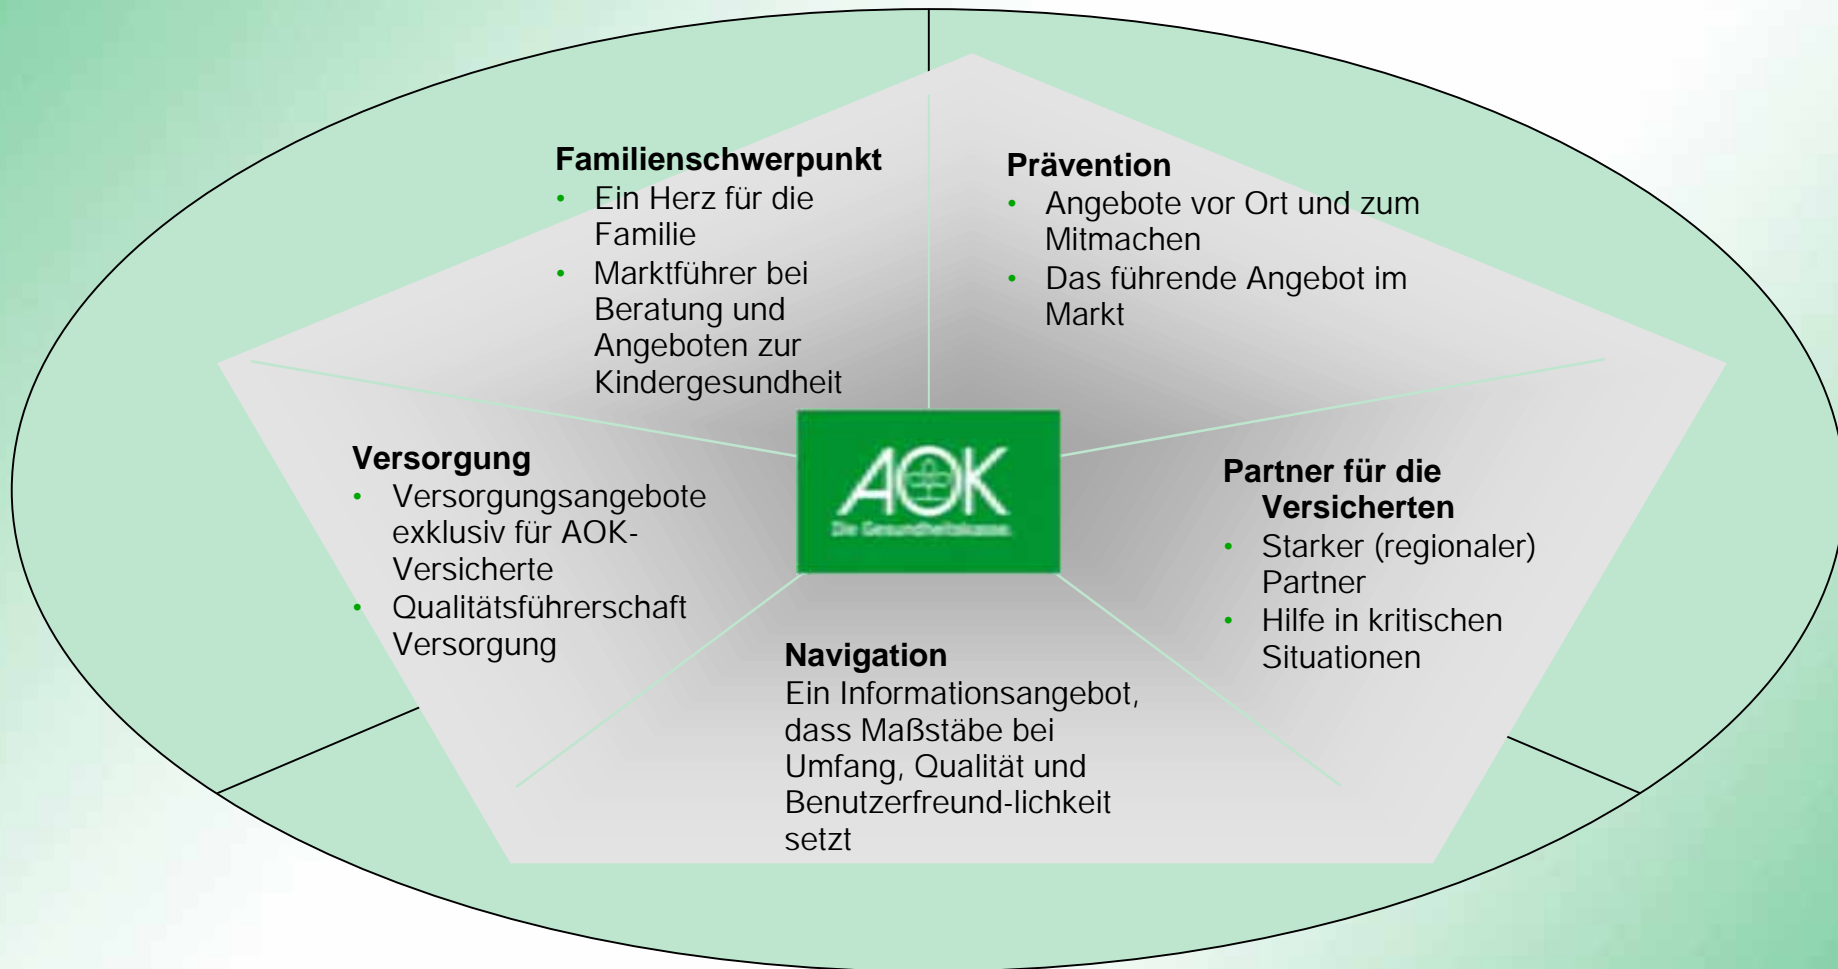 Familienschwerpunkt
• Ein Herz für die
Familie
• Marktführer bei
Beratung und
Angeboten zur
Kindergesundheit
Prävention
• Angebote vor Ort und zum
Mitmachen
• Das führende Angebot im
Markt
Versorgung
• Versorgungsangebote
exklusiv für AOK-
Versicherte
• Qualitätsführerschaft
Versorgung
AOK
Die Gesundheitskasse.
Partner für die
Versicherten
• Starker (regionaler)
Partner
• Hilfe in kritischen
Situationen
Navigation
Ein Informationsangebot,
dass Maßstäbe bei
Umfang, Qualität und
Benutzerfreund-lichkeit
setzt